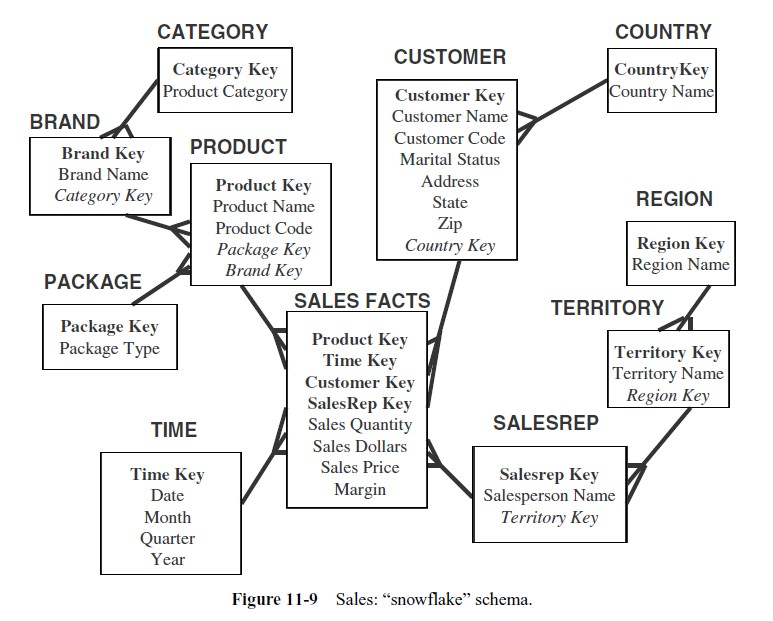 CATEGORY
Category Key
Product Category
BRAND
Brand Key
Brand Name
Category Key
PRODUCT
Product Key
Product Name
Product Code
Package Key
Brand Key
PACKAGE
Package Key
Package Type
CUSTOMER
Customer Key
Customer Name
Customer Code
Marital Status
Address
State
Zip
Country Key
COUNTRY
CountryKey
Country Name
REGION
Region Key
Region Name
TERRITORY
Territory Key
Territory Name
Region Key
SALES FACTS
Product Key
Time Key
Customer Key
SalesRep Key
Sales Quantity
Sales Dollars
Sales Price
Margin
TIME
Time Key
Date
Month
Quarter
Year
SALESREP
Salesrep Key
Salesperson Name
Territory Key
Figure 11-9 Sales: “snowflake” schema.